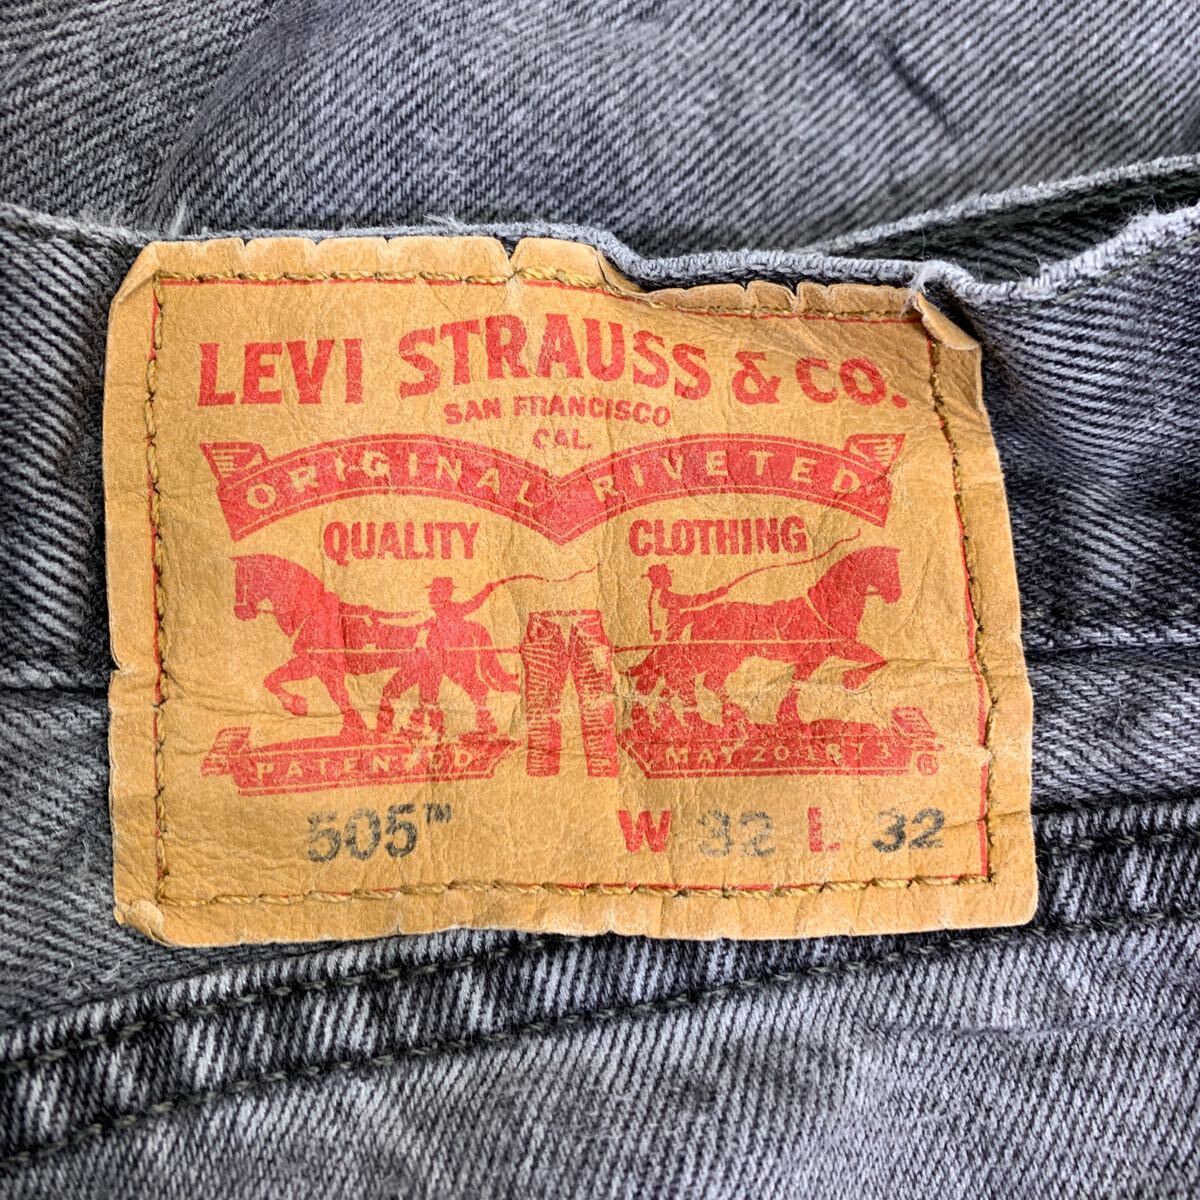 LEVI STRAUSS & CO.
SAN FRANCISCO
CAL.
ORIGINAL RIVETED
QUALITY CLOTHING
PATENTED MAY 20 1873 ®
505™ W 32 L 32